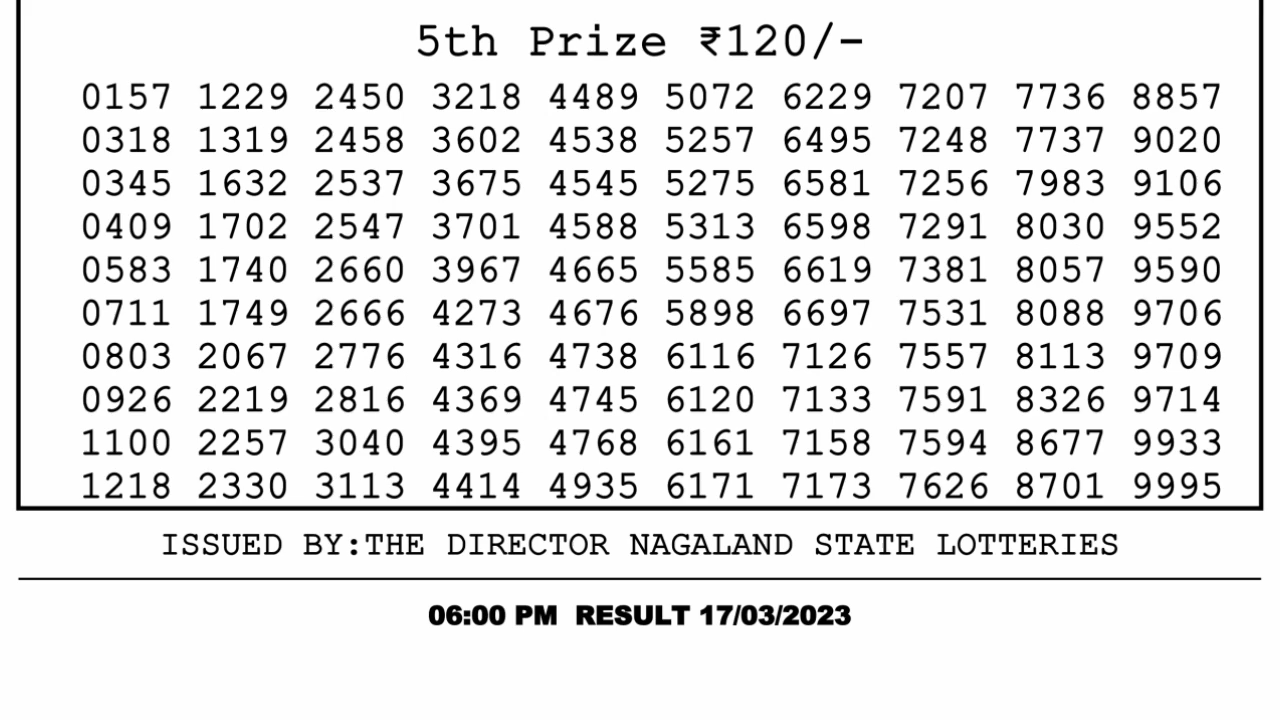 5th Prize ₹120/-
0157 1229 2450 3218 4489 5072 6229 7207 7736 8857
0318 1319 2458 3602 4538 5257 6495 7248 7737 9020
0345 1632 2537 3675 4545 5275 6581 7256 7983 9106
0409 1702 2547 3701 4588 5313 6598 7291 8030 9552
0583 1740 2660 3967 4665 5585 6619 7381 8057 9590
0711 1749 2666 4273 4676 5898 6697 7531 8088 9706
0803 2067 2776 4316 4738 6116 7126 7557 8113 9709
0926 2219 2816 4369 4745 6120 7133 7591 8326 9714
1100 2257 3040 4395 4768 6161 7158 7594 8677 9933
1218 2330 3113 4414 4935 6171 7173 7626 8701 9995
ISSUED BY:THE DIRECTOR NAGALAND STATE LOTTERIES
06:00 PM RESULT 17/03/2023